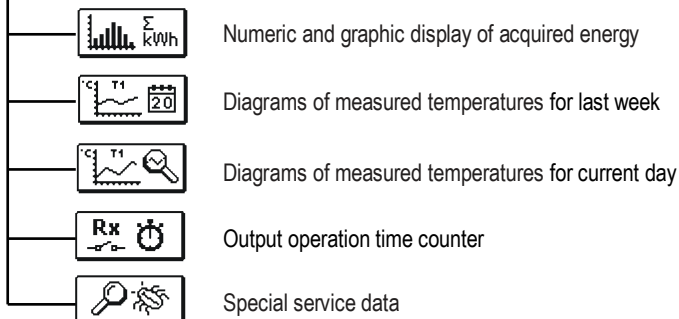 Σ
kWh
Numeric and graphic display of acquired energy
°C T1 20
Diagrams of measured temperatures for last week
°C T1
Diagrams of measured temperatures for current day
Rx
Output operation time counter
Special service data